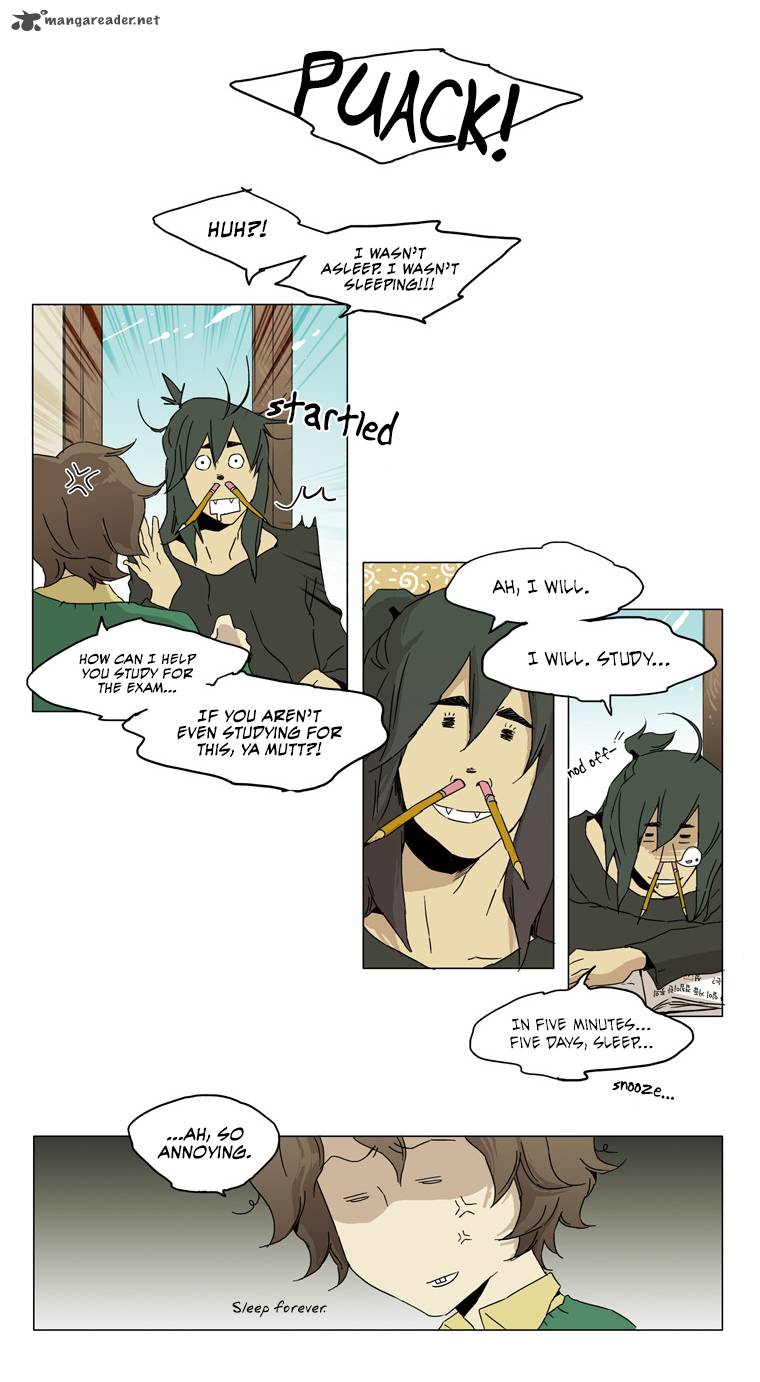 mangareader.net
PUACK!
HUH?!
I WASN'T
ASLEEP. I WASN'T
SLEEPING!!!
startled
HOW CAN I HELP
YOU STUDY FOR
THE EXAM...
IF YOU AREN'T
EVEN STUDYING FOR
THIS, YA MUTT?!
AH, I WILL.
I WILL. STUDY...
nod off-
IN FIVE MINUTES...
FIVE DAYS, SLEEP...
snooze...
...AH, SO
ANNOYING.
Sleep forever.